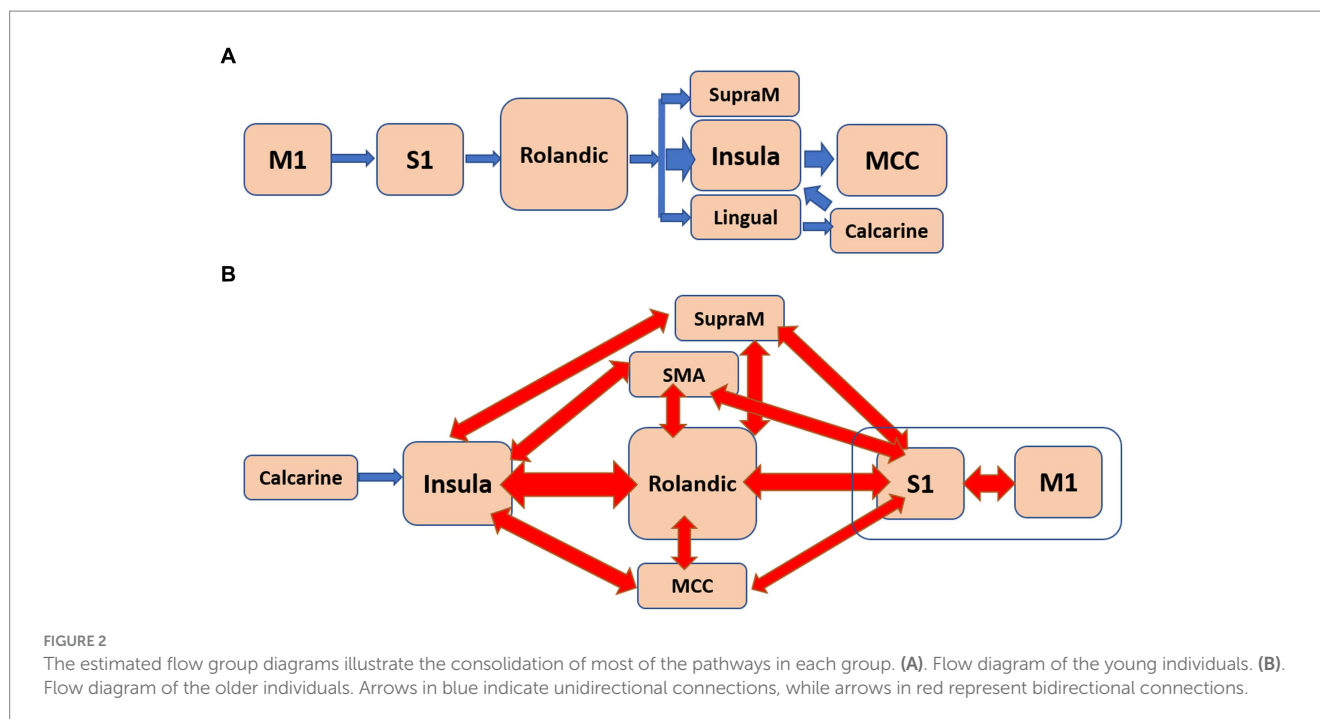 A
SupraM
M1
S1
Rolandic
Insula
MCC
Lingual
Calcarine
B
SupraM
SMA
Calcarine
Insula
Rolandic
S1
M1
MCC
FIGURE 2
The estimated flow group diagrams illustrate the consolidation of most of the pathways in each group. (A). Flow diagram of the young individuals. (B).
Flow diagram of the older individuals. Arrows in blue indicate unidirectional connections, while arrows in red represent bidirectional connections.